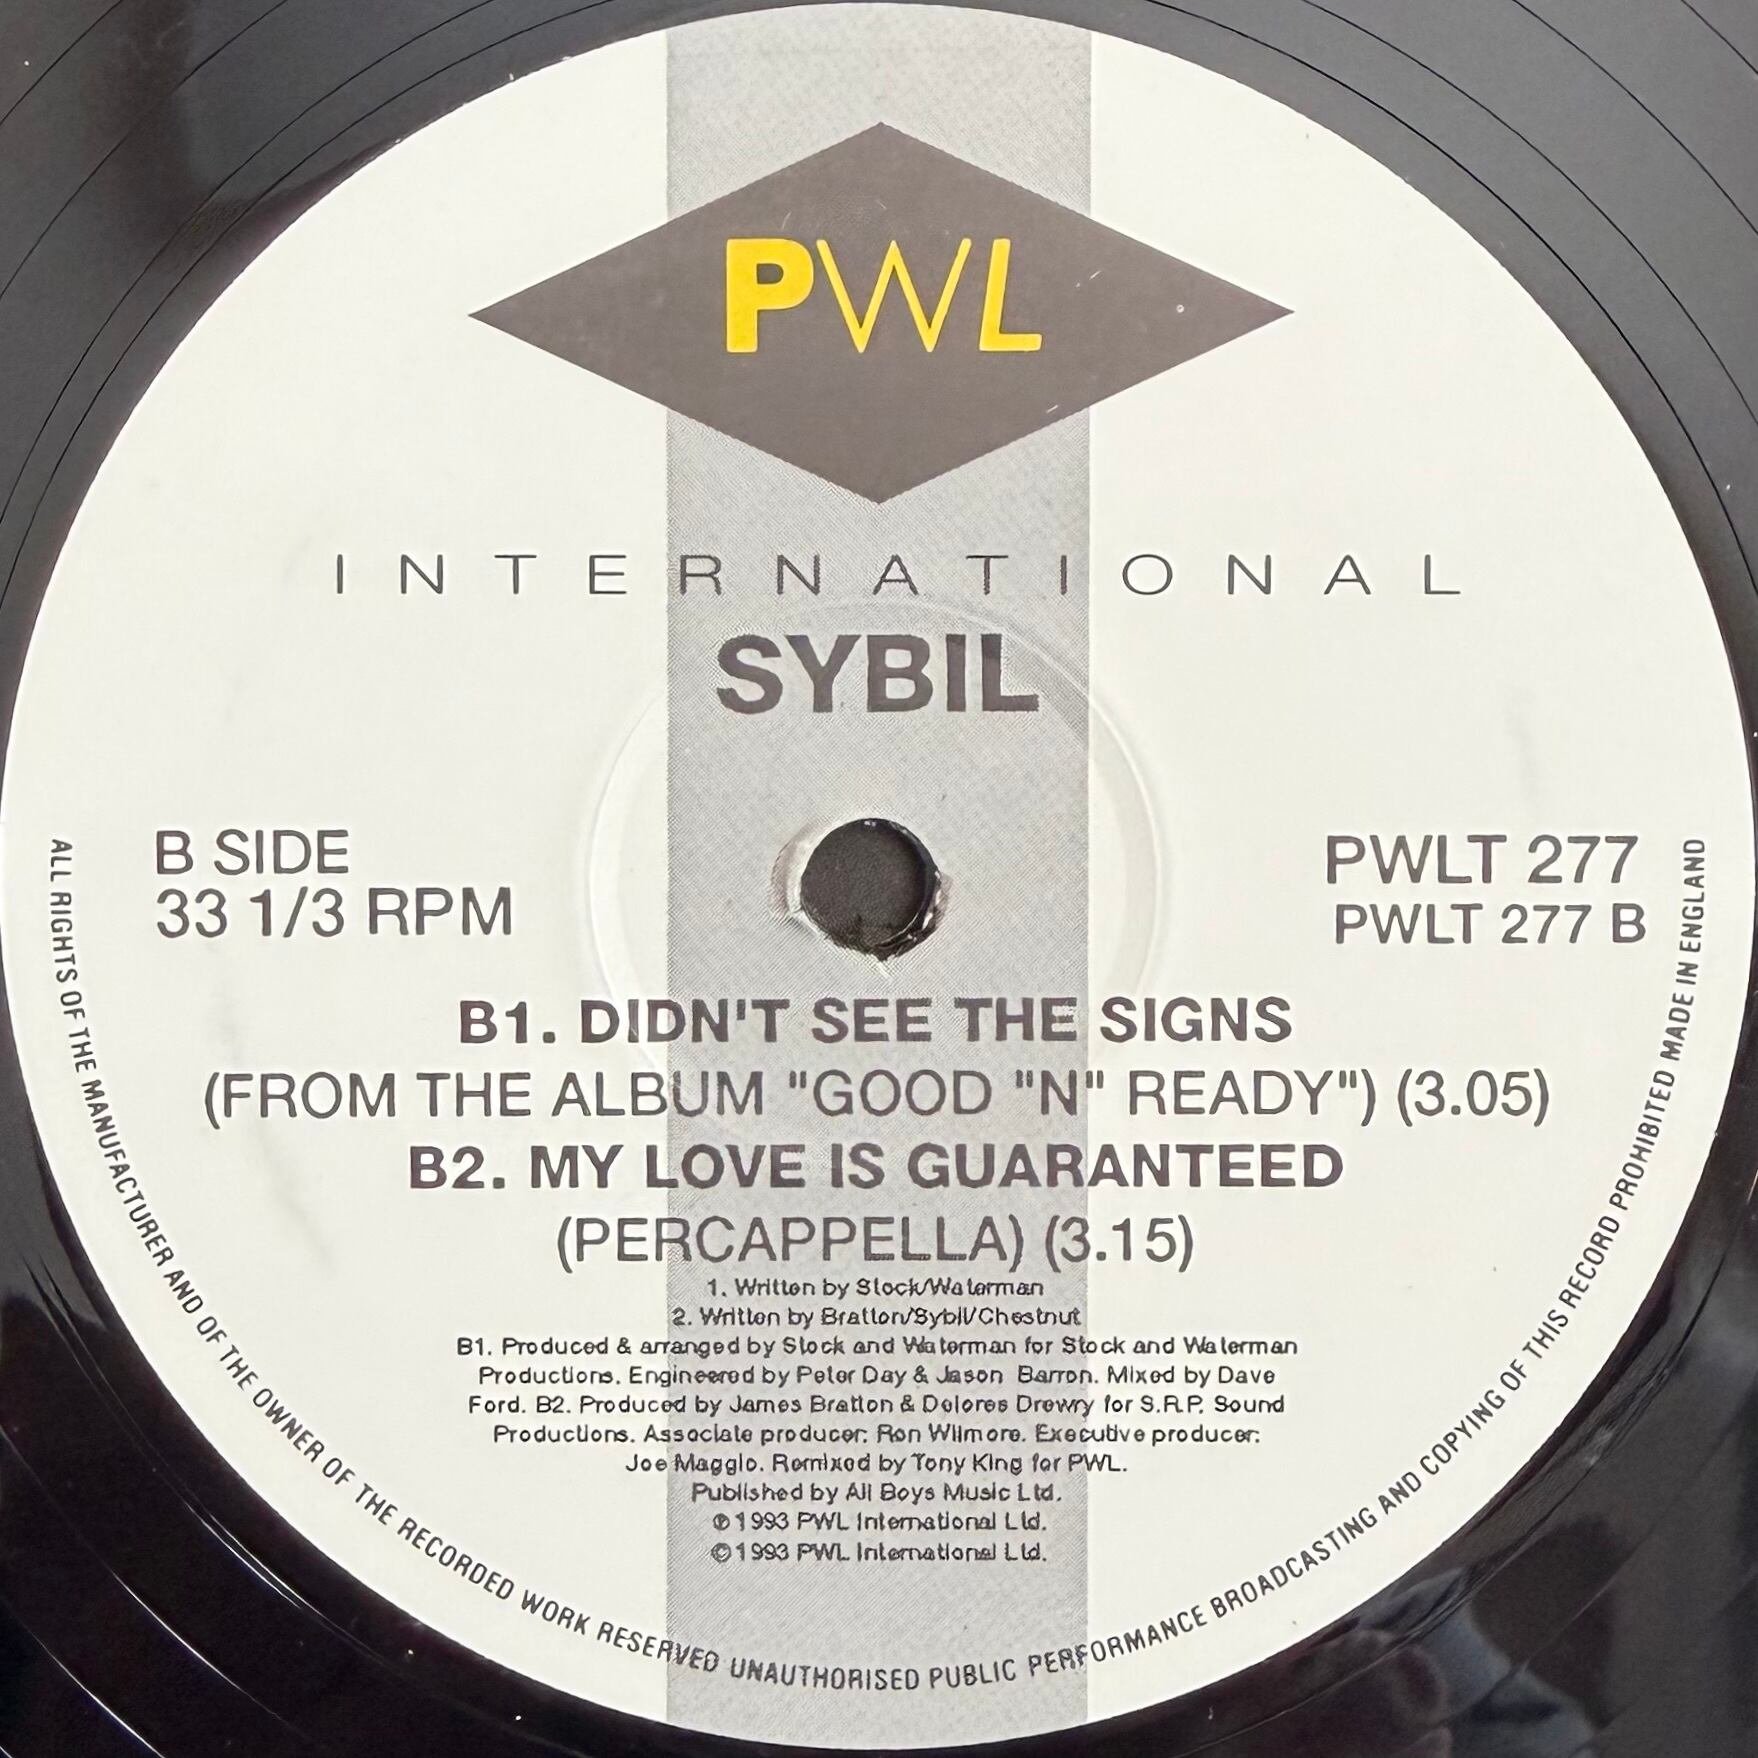 PWL
INTERNATIONAL
SYBIL
B SIDE
33 1/3 RPM
PWLT 277
PWLT 277 B
B1. DIDN'T SEE THE SIGNS
(FROM THE ALBUM "GOOD "N" READY") (3.05)
B2. MY LOVE IS GUARANTEED
(PERCAPPELLA) (3.15)
1. Written by Stock/Waterman
2. Written by Bratton/Sybil/Chestnut
B1. Produced & arranged by Stock and Waterman for Stock and Waterman
Productions. Engineered by Peter Day & Jason Barron. Mixed by Dave
Ford. B2. Produced by James Bratton & Dolores Drewry for S.R.P. Sound
Productions. Associate producer: Ron Wilmore. Executive producer:
Joe Maggio. Remixed by Tony King for PWL.
Published by All Boys Music Ltd.
℗ 1993 PWL International Ltd.
© 1993 PWL International Ltd.
ALL RIGHTS OF THE MANUFACTURER AND OF THE OWNER OF THE RECORDED WORK RESERVED UNAUTHORISED PUBLIC PERFORMANCE BROADCASTING AND COPYING OF THIS RECORD PROHIBITED MADE IN ENGLAND